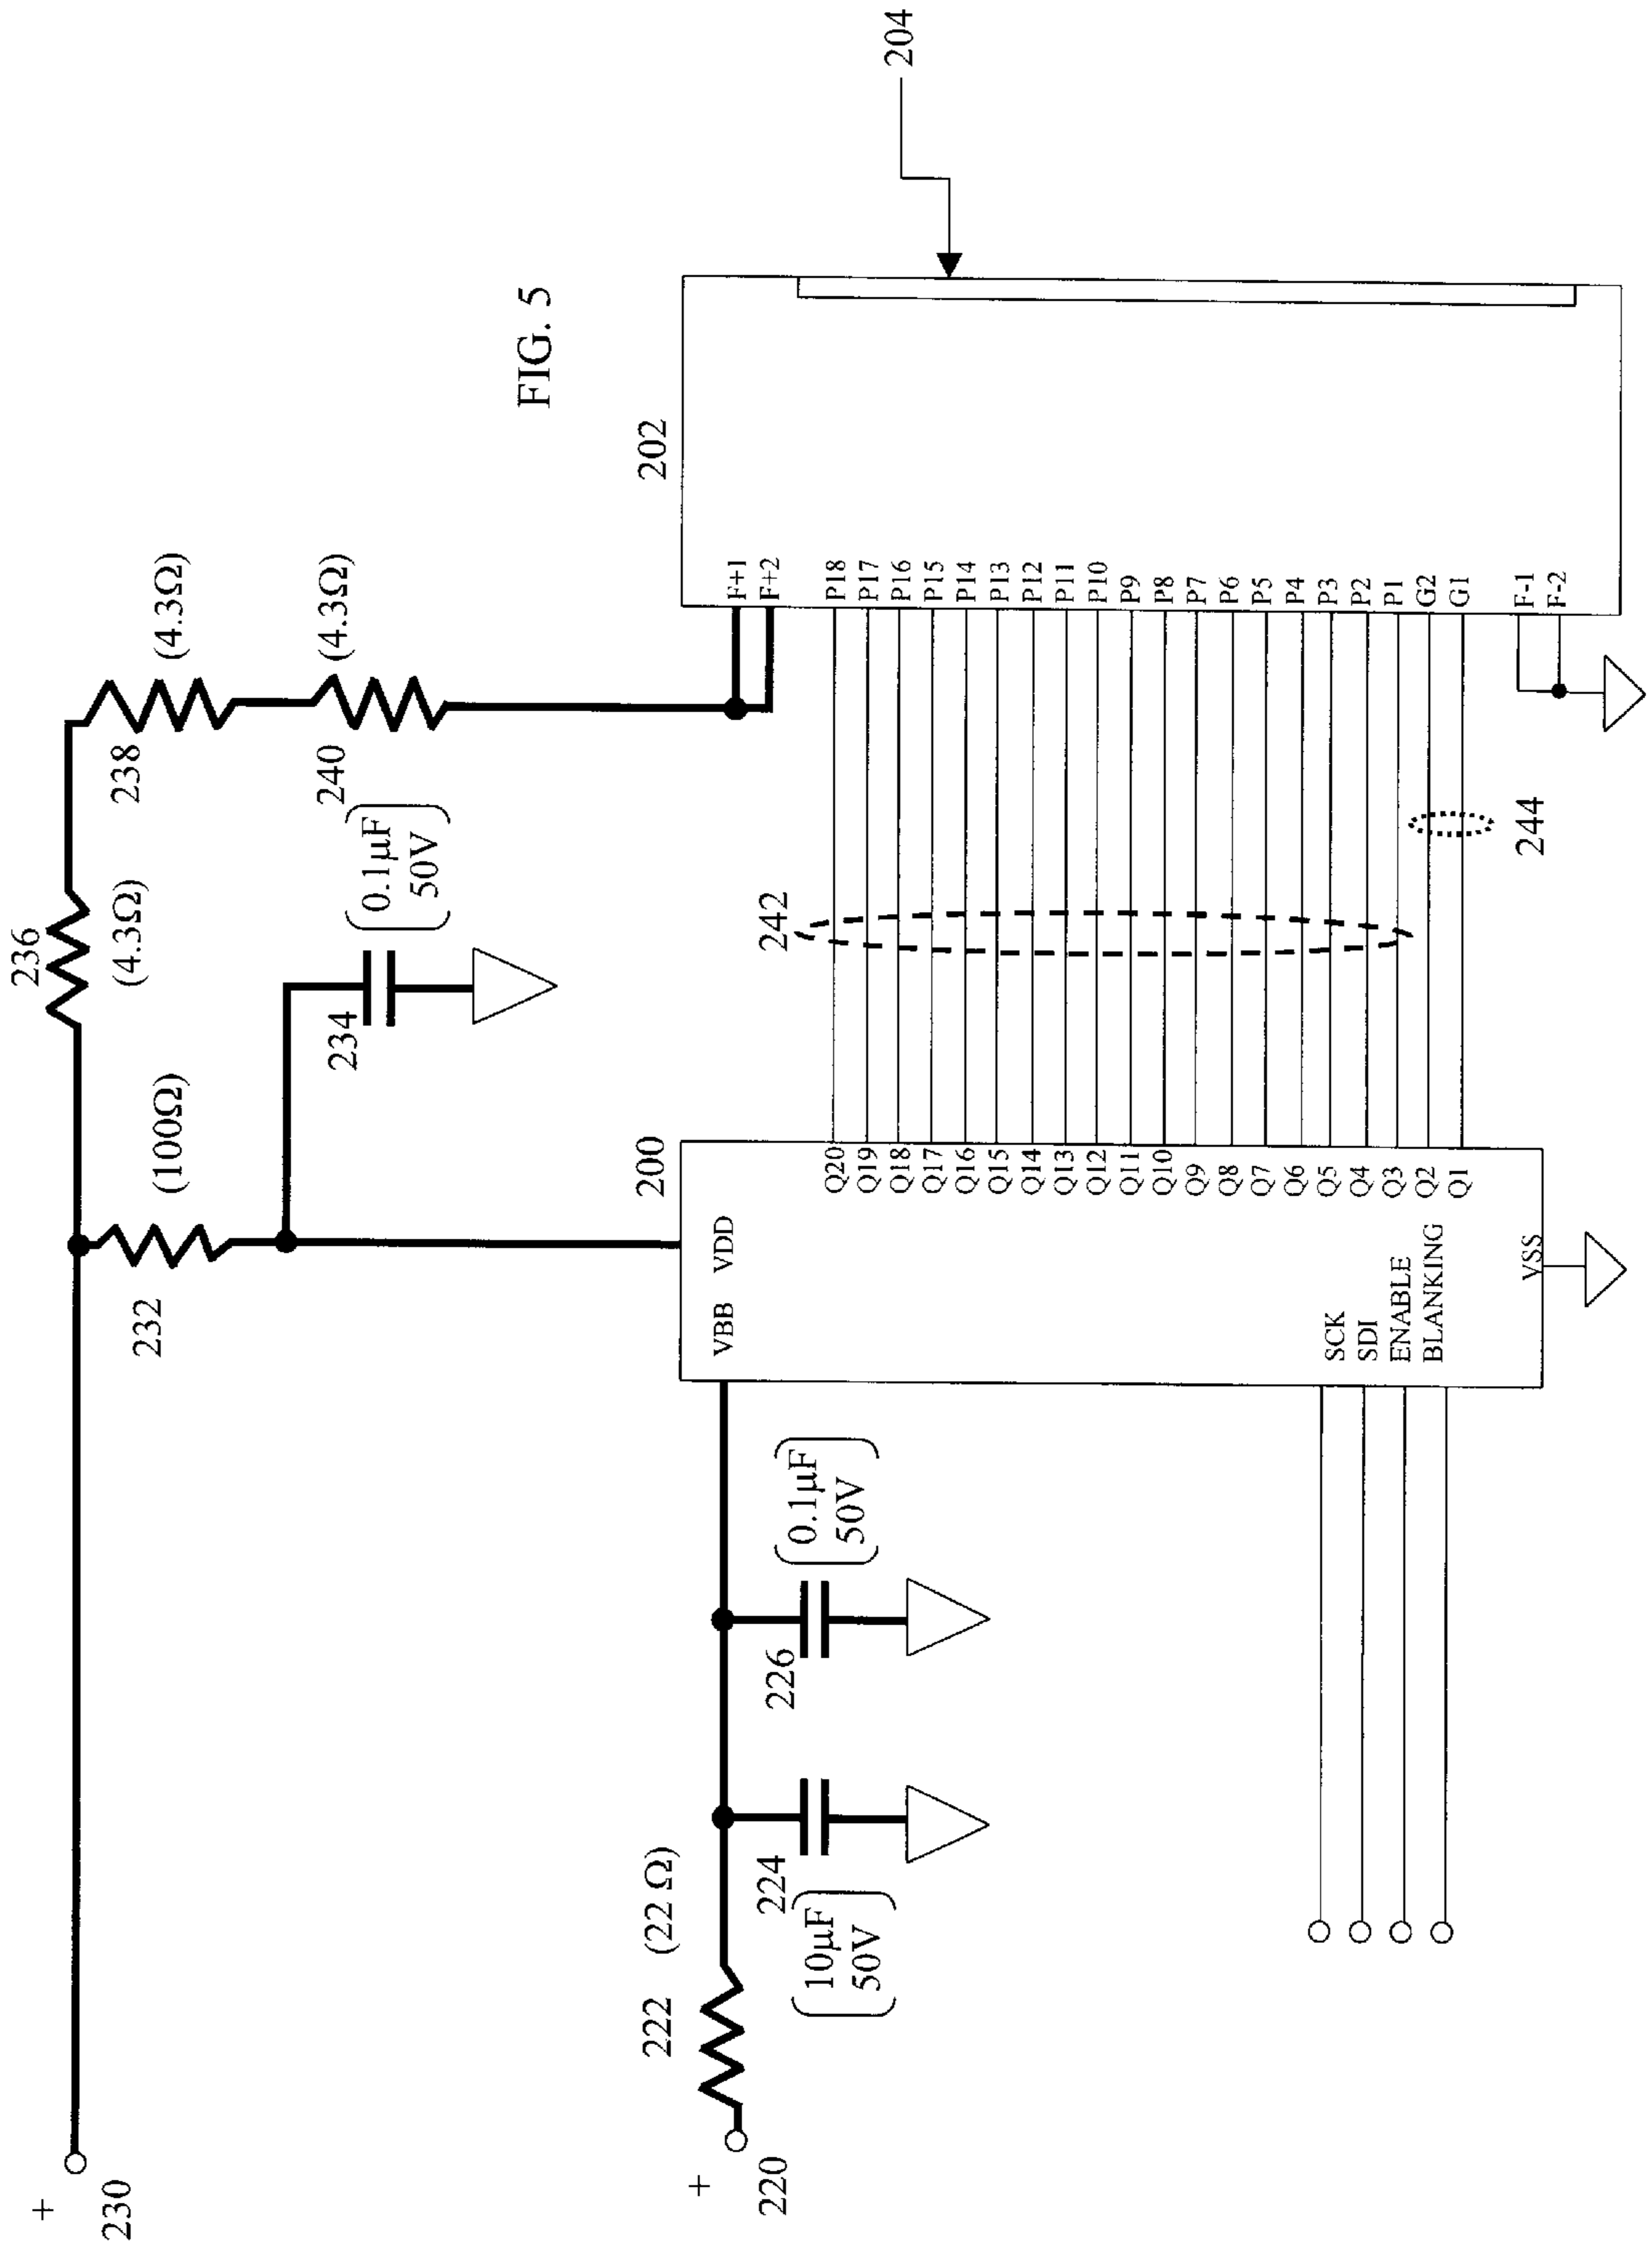 FIG. 5
+
230
236
(4.3Ω)
238
(4.3Ω)
240
(4.3Ω)
232
(100Ω)
234
0.1µF
50V
+
220
222
(22 Ω)
224
10µF
50V
226
0.1µF
50V
200
VBB
VDD
SCK
SDI
ENABLE
BLANKING
VSS
Q20
Q19
Q18
Q17
Q16
Q15
Q14
Q13
Q12
Q11
Q10
Q9
Q8
Q7
Q6
Q5
Q4
Q3
Q2
Q1
242
244
202
F+1
F+2
P18
P17
P16
P15
P14
P13
P12
P11
P10
P9
P8
P7
P6
P5
P4
P3
P2
P1
G2
G1
F-1
F-2
204